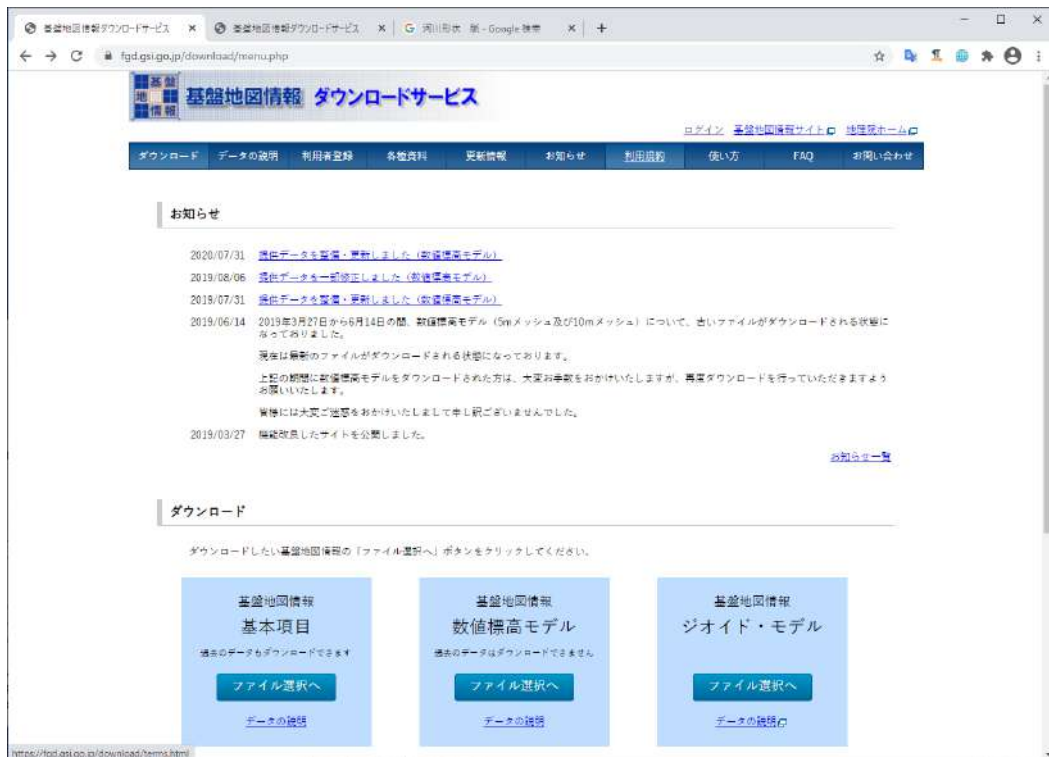 基盤地図情報ダウンロードサービス
基盤地図情報ダウンロードサービス
- Google 検索
fgd.gsi.go.jp/download/menu.php
基盤地図情報
基盤地図情報 ダウンロードサービス
ログイン 基盤地図情報サイト 地理院ホーム
ダウンロード データの説明 利用者登録 各種資料 更新情報 お知らせ 利用規約 使い方 FAQ お問い合わせ
お知らせ
2020/07/31 提供データを整備・更新しました(数値標高モデル)
2019/08/06 提供データを一部修正しました(数値標高モデル)
2019/07/31 提供データを整備・更新しました(数値標高モデル)
2019/06/14 2019年3月27日から6月14日の間、数値標高モデル(5mメッシュ及び10mメッシュ)について、古いファイルがダウンロードされる状態に
なっておりました。
現在は最新のファイルがダウンロードされる状態になっております。
上記の期間に数値標高モデルをダウンロードされた方は、大変お手数をおかけいたしますが、再度ダウンロードを行っていただきますよう
お願いいたします。
皆様には大変ご迷惑をおかけいたしまして申し訳ございませんでした。
2019/03/27 機能改良したサイトを公開しました。
お知らせ一覧
ダウンロード
ダウンロードしたい基盤地図情報の「ファイル選択へ」ボタンをクリックしてください。
基盤地図情報 基盤地図情報 基盤地図情報
基本項目 数値標高モデル ジオイド・モデル
過去のデータもダウンロードできます 過去のデータはダウンロードできません
ファイル選択へ ファイル選択へ ファイル選択へ
データの説明 データの説明 データの説明
https://fgd.gsi.go.jp/download/terms.html